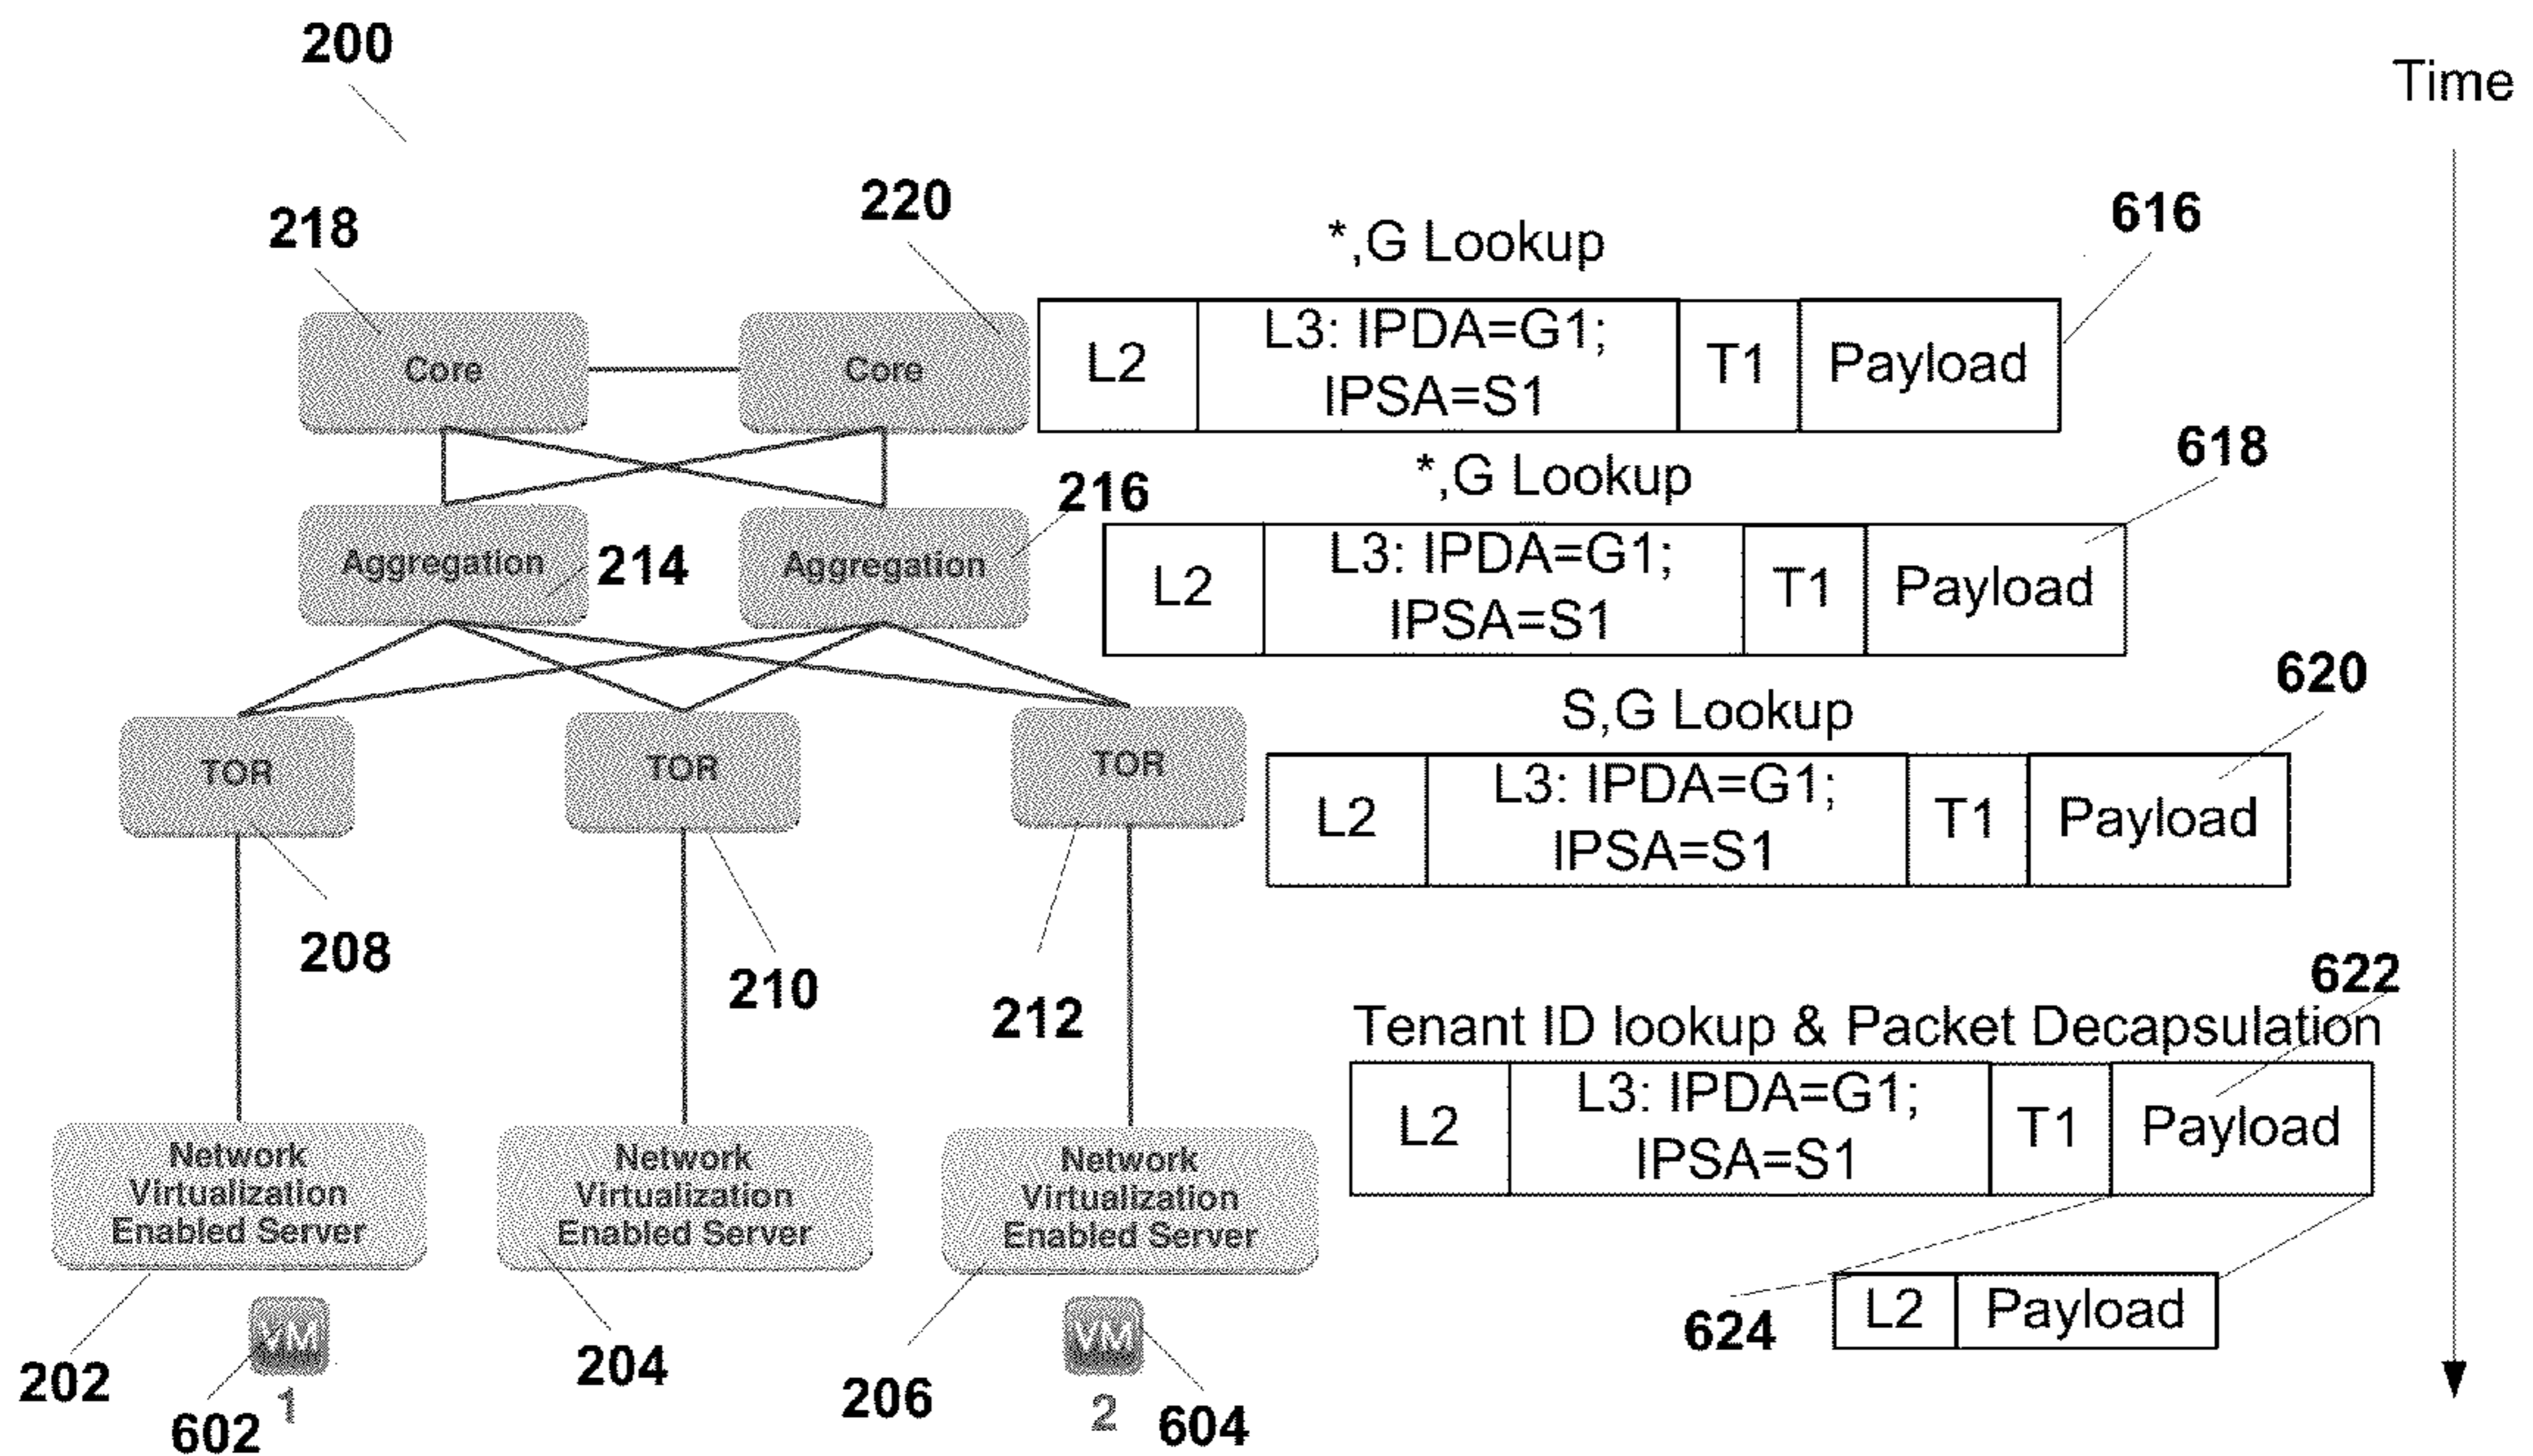 200
Time
218
220
*,G Lookup
616
Core
Core
L2
L3: IPDA=G1;
IPSA=S1
T1
Payload
*,G Lookup
618
216
Aggregation
214
Aggregation
L2
L3: IPDA=G1;
IPSA=S1
T1
Payload
S,G Lookup
620
TOR
TOR
TOR
L2
L3: IPDA=G1;
IPSA=S1
T1
Payload
208
210
212
622
Tenant ID lookup & Packet Decapsulation
L2
L3: IPDA=G1;
IPSA=S1
T1
Payload
Network
Virtualization
Enabled Server
Network
Virtualization
Enabled Server
Network
Virtualization
Enabled Server
624
L2
Payload
VM
1
VM
2
202
602
204
206
604